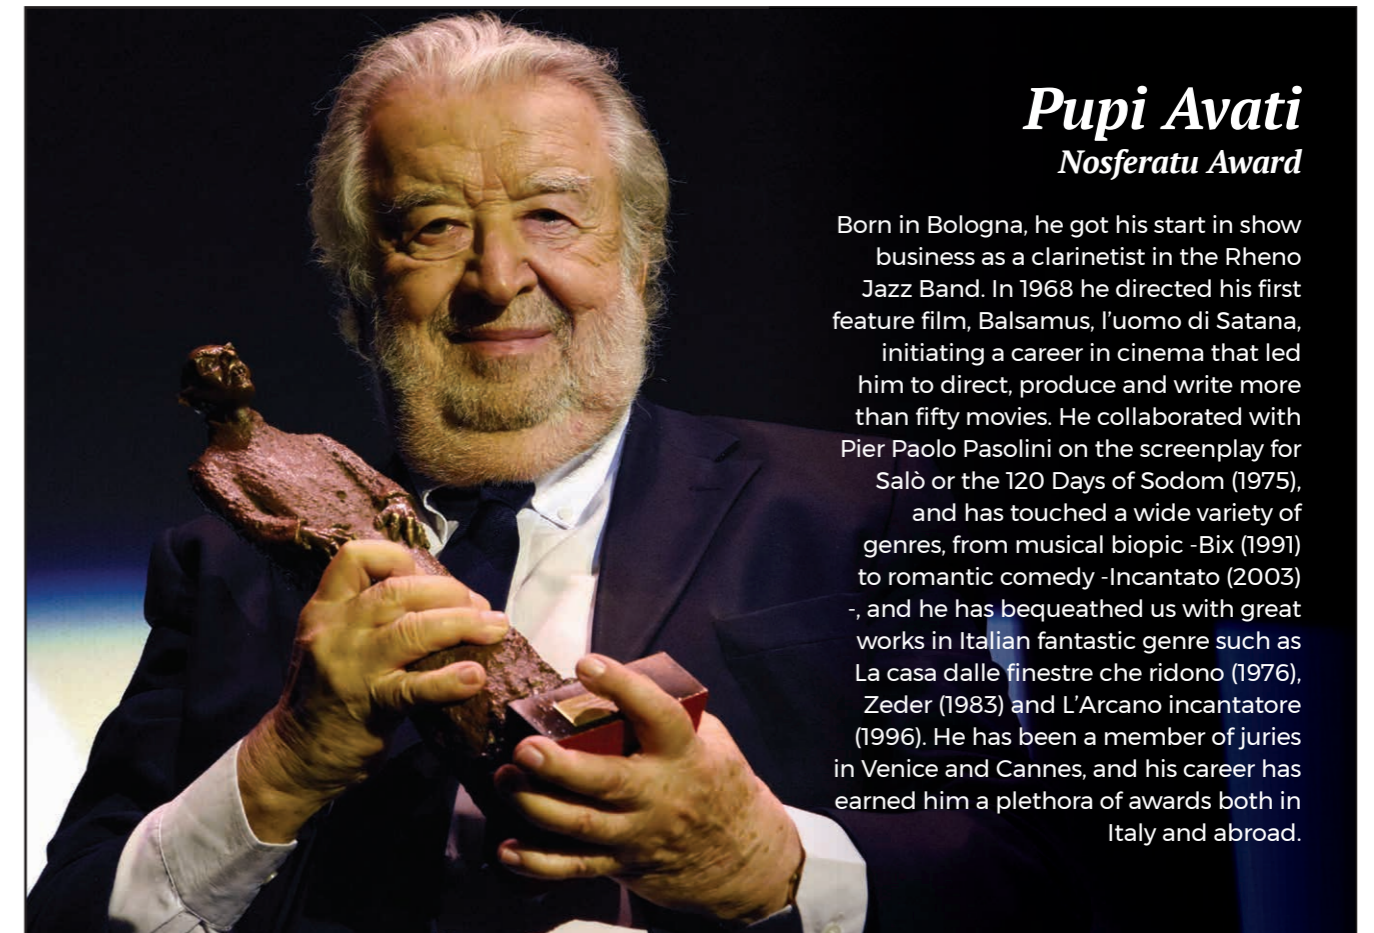 Pupi Avati
Nosferatu Award
Born in Bologna, he got his start in show
business as a clarinetist in the Rheno
Jazz Band. In 1968 he directed his first
feature film, Balsamus, l’uomo di Satana,
initiating a career in cinema that led
him to direct, produce and write more
than fifty movies. He collaborated with
Pier Paolo Pasolini on the screenplay for
Salò or the 120 Days of Sodom (1975),
and has touched a wide variety of
genres, from musical biopic -Bix (1991)
to romantic comedy -Incantato (2003)
-, and he has bequeathed us with great
works in Italian fantastic genre such as
La casa dalle finestre che ridono (1976),
Zeder (1983) and L’Arcano incantatore
(1996). He has been a member of juries
in Venice and Cannes, and his career has
earned him a plethora of awards both in
Italy and abroad.